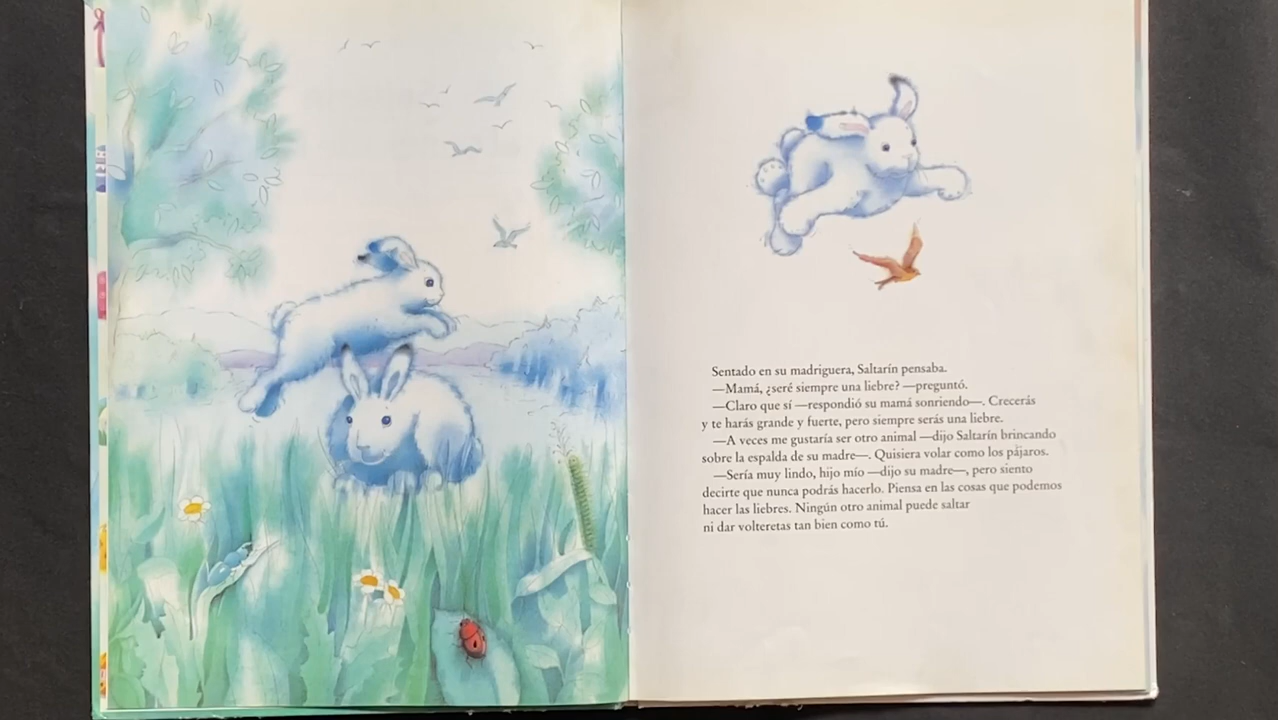 Sentado en su madriguera, Saltarín pensaba.
—Mamá, ¿seré siempre una liebre? —preguntó.
—Claro que sí —respondió su mamá sonriendo—. Crecerás
y te harás grande y fuerte, pero siempre serás una liebre.
—A veces me gustaría ser otro animal —dijo Saltarín brincando
sobre la espalda de su madre—. Quisiera volar como los pájaros.
—Sería muy lindo, hijo mío —dijo su madre—, pero siento
decirte que nunca podrás hacerlo. Piensa en las cosas que podemos
hacer las liebres. Ningún otro animal puede saltar
ni dar volteretas tan bien como tú.